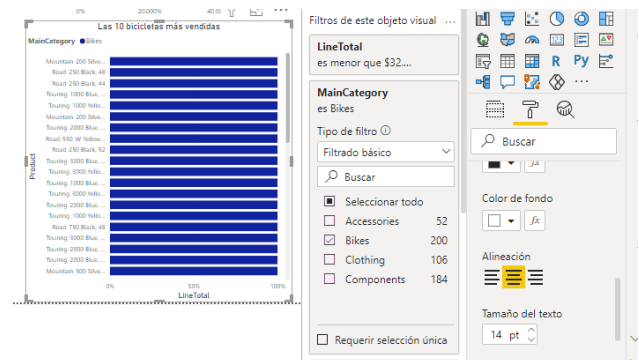 0%
20.000%
40.0(
Las 10 bicicletas más vendidas
MainCategory
Bikes
Mountain 200 Silve...
Road 250 Black, 48
Road 250 Black, 44
Touring 1000 Blue, ...
Touring 1000 Yello...
Mountain 200 Silve...
Touring 2000 Blue, ...
Road 550 W Yellow...
Road 250 Black, 52
Touring 3000 Blue, ...
Touring 3000 Yello...
Touring 1000 Blue, ...
Touring 3000 Yello...
Touring 2000 Blue, ...
Touring 1000 Yello...
Road 750 Black, 48
Touring 3000 Blue, ...
Touring 2000 Blue, ...
Touring 2000 Blue, ...
Mountain 500 Silve...
Product
0%
50%
100%
LineTotal
Filtros de este objeto visual ...
LineTotal
es menor que $32....
MainCategory
es Bikes
Tipo de filtro
Filtrado básico
Buscar
Seleccionar todo
Accessories 52
Bikes 200
Clothing 106
Components 184
Requerir selección única
R Py
123
...
Buscar
fx
Color de fondo
fx
Alineación
Tamaño del texto
14 pt